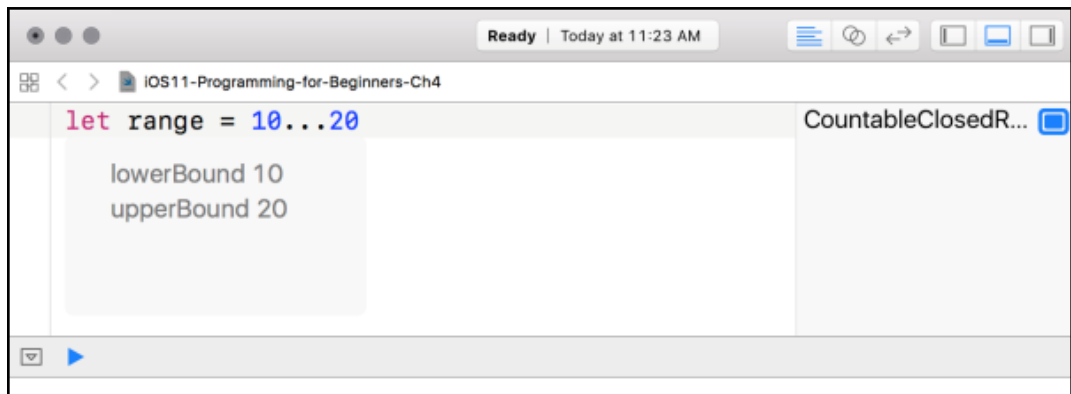 Ready | Today at 11:23 AM
iOS11-Programming-for-Beginners-Ch4
let range = 10...20
CountableClosedR...
lowerBound 10
upperBound 20